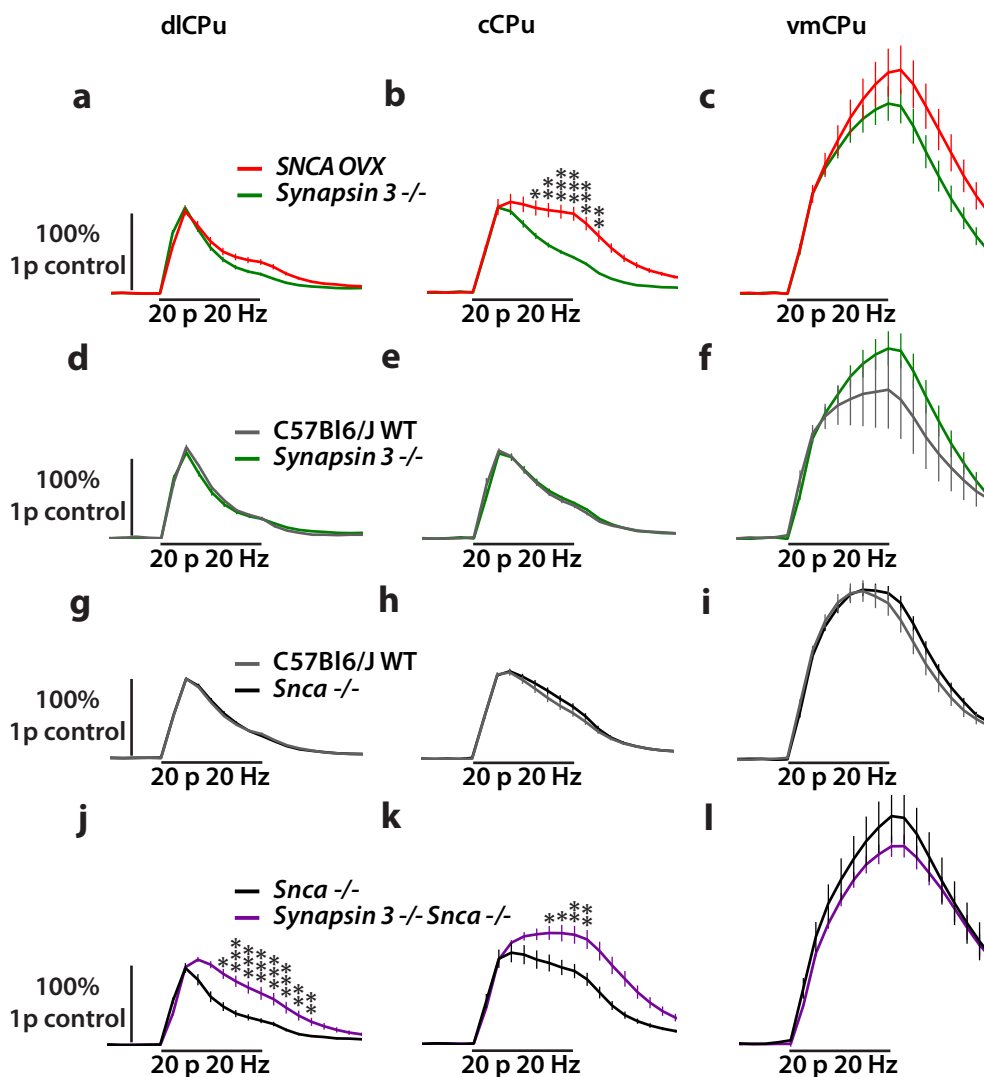 dlCPu cCPu vmCPu
a b c
SNCA OVX
Synapsin 3 -/-
* ** *** **** **** *** **
100%
1p control
20 p 20 Hz 20 p 20 Hz 20 p 20 Hz
d e f
C57Bl6/J WT
Synapsin 3 -/-
100%
1p control
20 p 20 Hz 20 p 20 Hz 20 p 20 Hz
g h i
C57Bl6/J WT
Snca -/-
100%
1p control
20 p 20 Hz 20 p 20 Hz 20 p 20 Hz
j k l
Snca -/-
Synapsin 3 -/- Snca -/-
100%
1p control
20 p 20 Hz 20 p 20 Hz 20 p 20 Hz